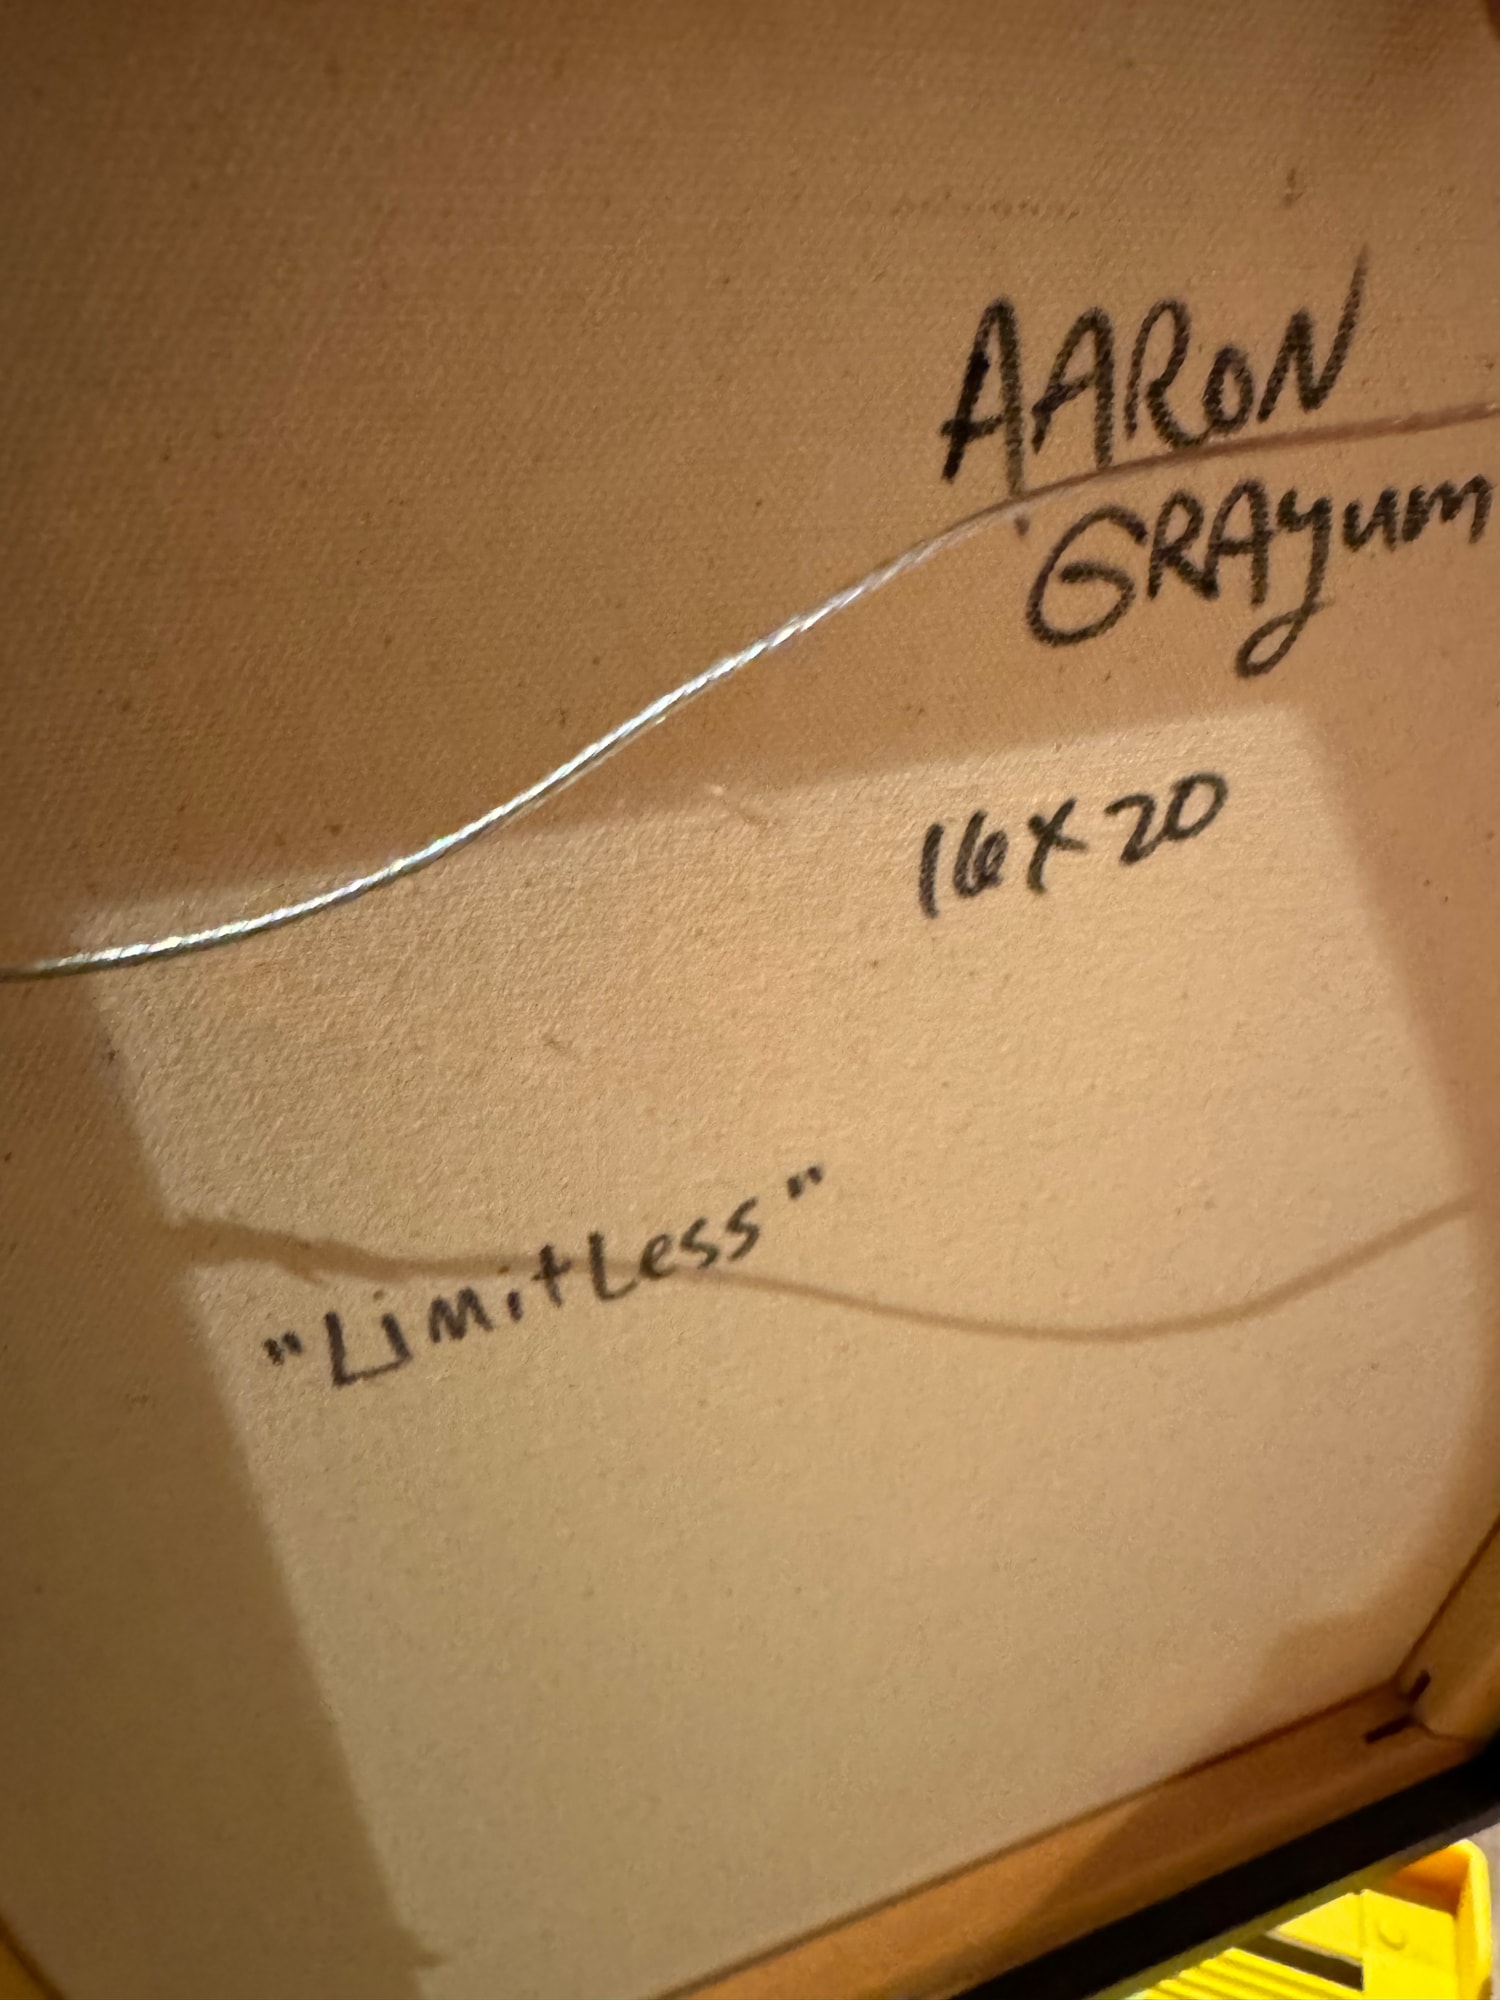 AARON
GRAYum
16x20
"LiMitLess"